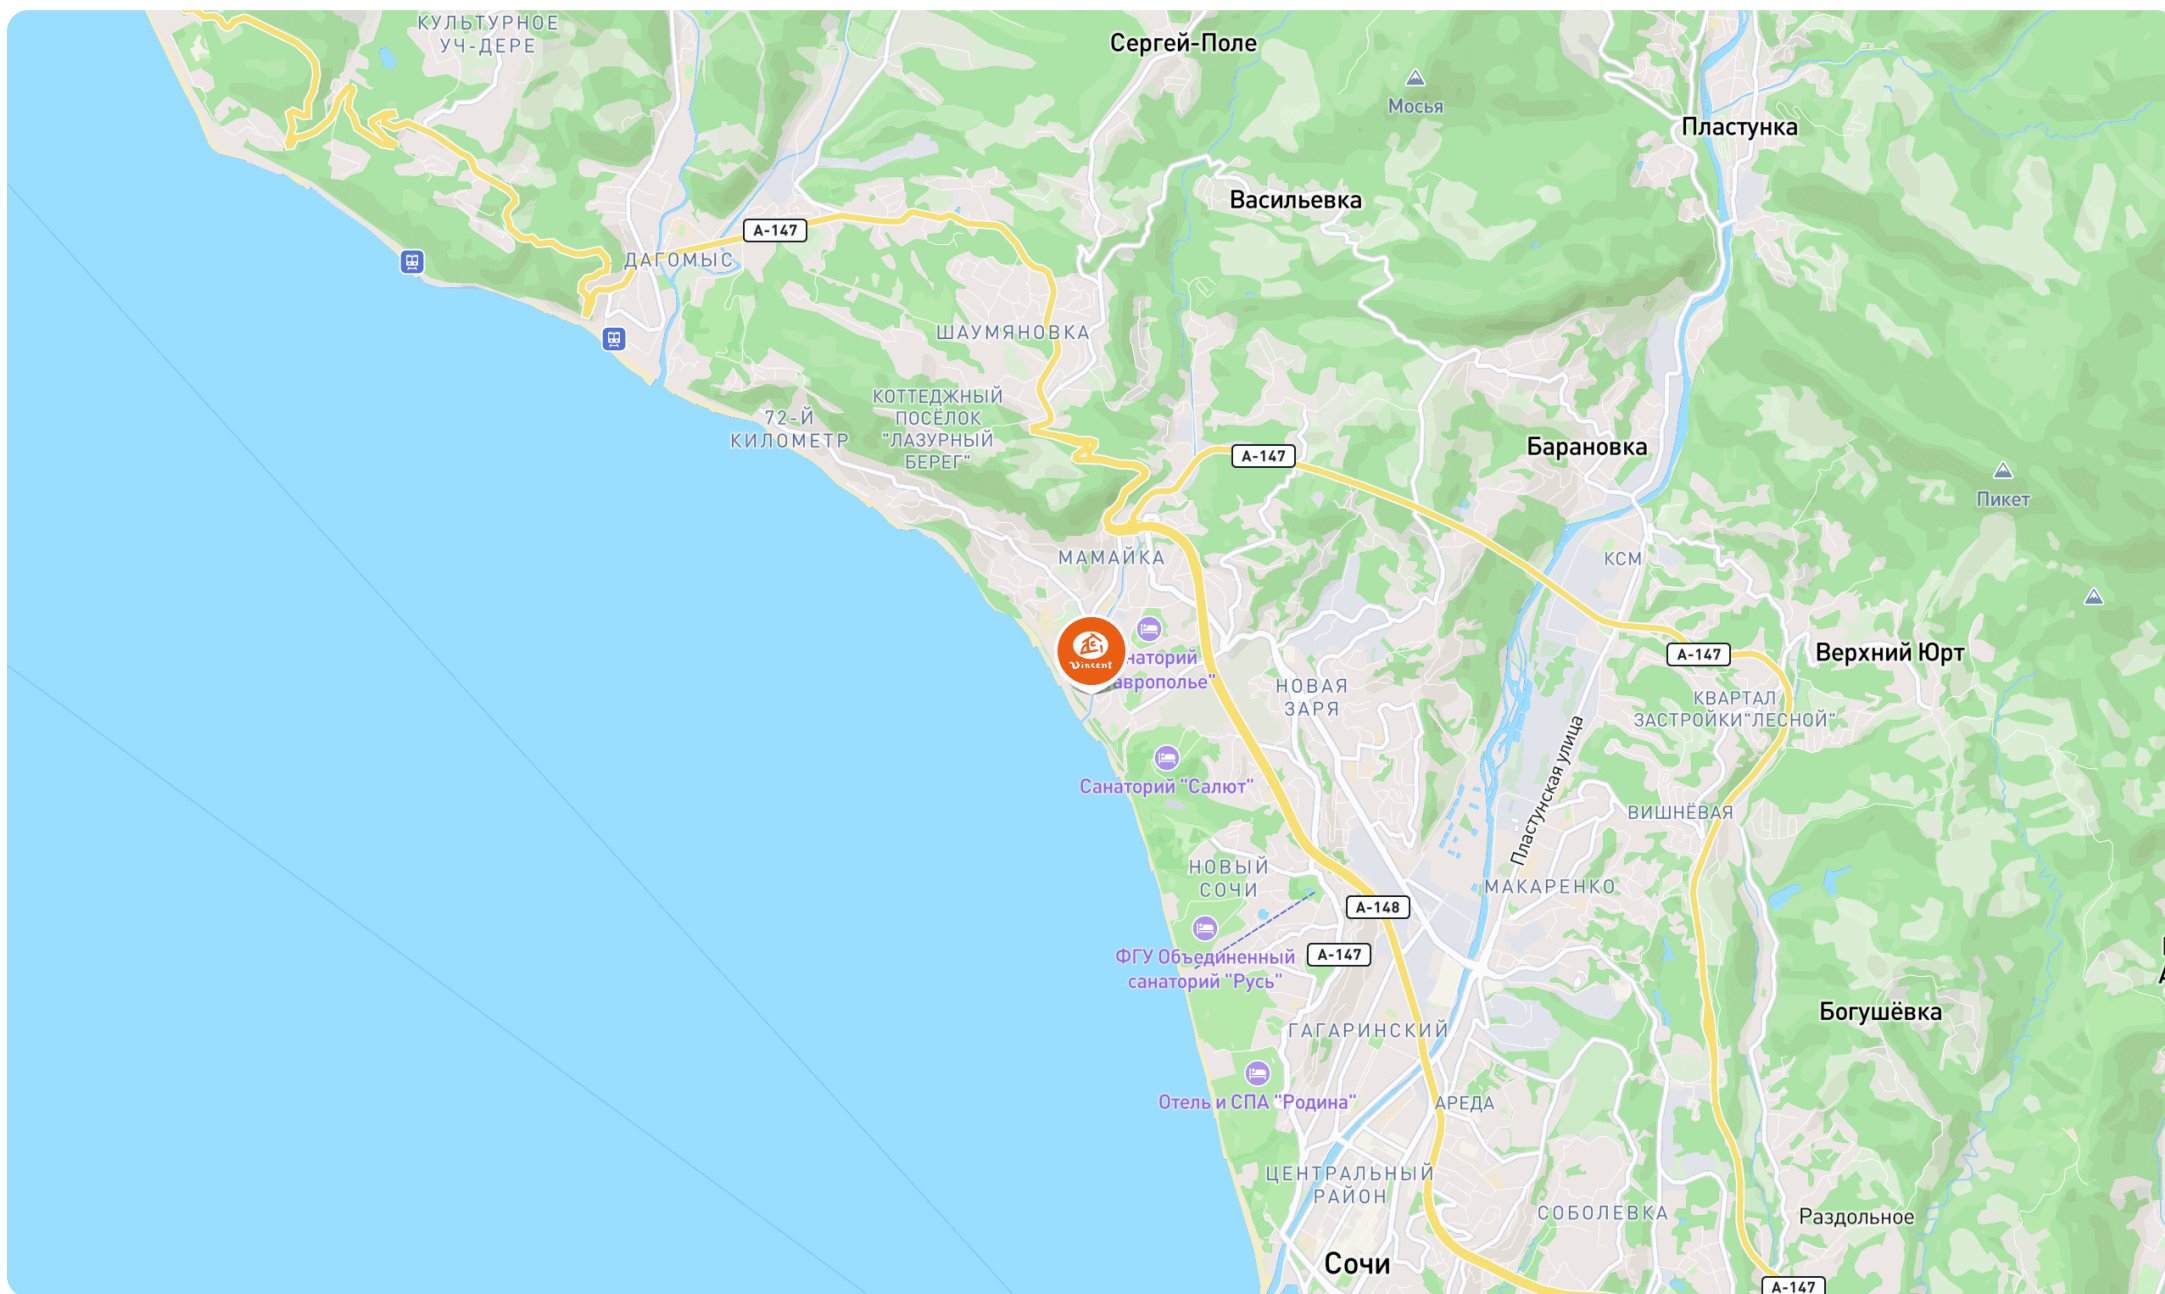 КУЛЬТУРНОЕ
УЧ-ДЕРЕ
Сергей-Поле
Мосья
Пластунка
Васильевка
А-147
ДАГОМЫС
ШАУМЯНОВКА
КОТТЕДЖНЫЙ
ПОСЁЛОК
"ЛАЗУРНЫЙ
БЕРЕГ"
72-Й
КИЛОМЕТР
А-147
Барановка
Пикет
МАМАЙКА
КСМ
Vincent
наторий
аврополье"
НОВАЯ
ЗАРЯ
А-147
Верхний Юрт
КВАРТАЛ
ЗАСТРОЙКИ"ЛЕСНОЙ"
Пластунская улица
Санаторий "Салют"
ВИШНЁВАЯ
НОВЫЙ
СОЧИ
МАКАРЕНКО
А-148
А-147
ФГУ Объединенный
санаторий "Русь"
Богушёвка
ГАГАРИНСКИЙ
Отель и СПА "Родина"
АРЕДА
ЦЕНТРАЛЬНЫЙ
РАЙОН
СОБОЛЕВКА
Раздольное
Сочи
А-147